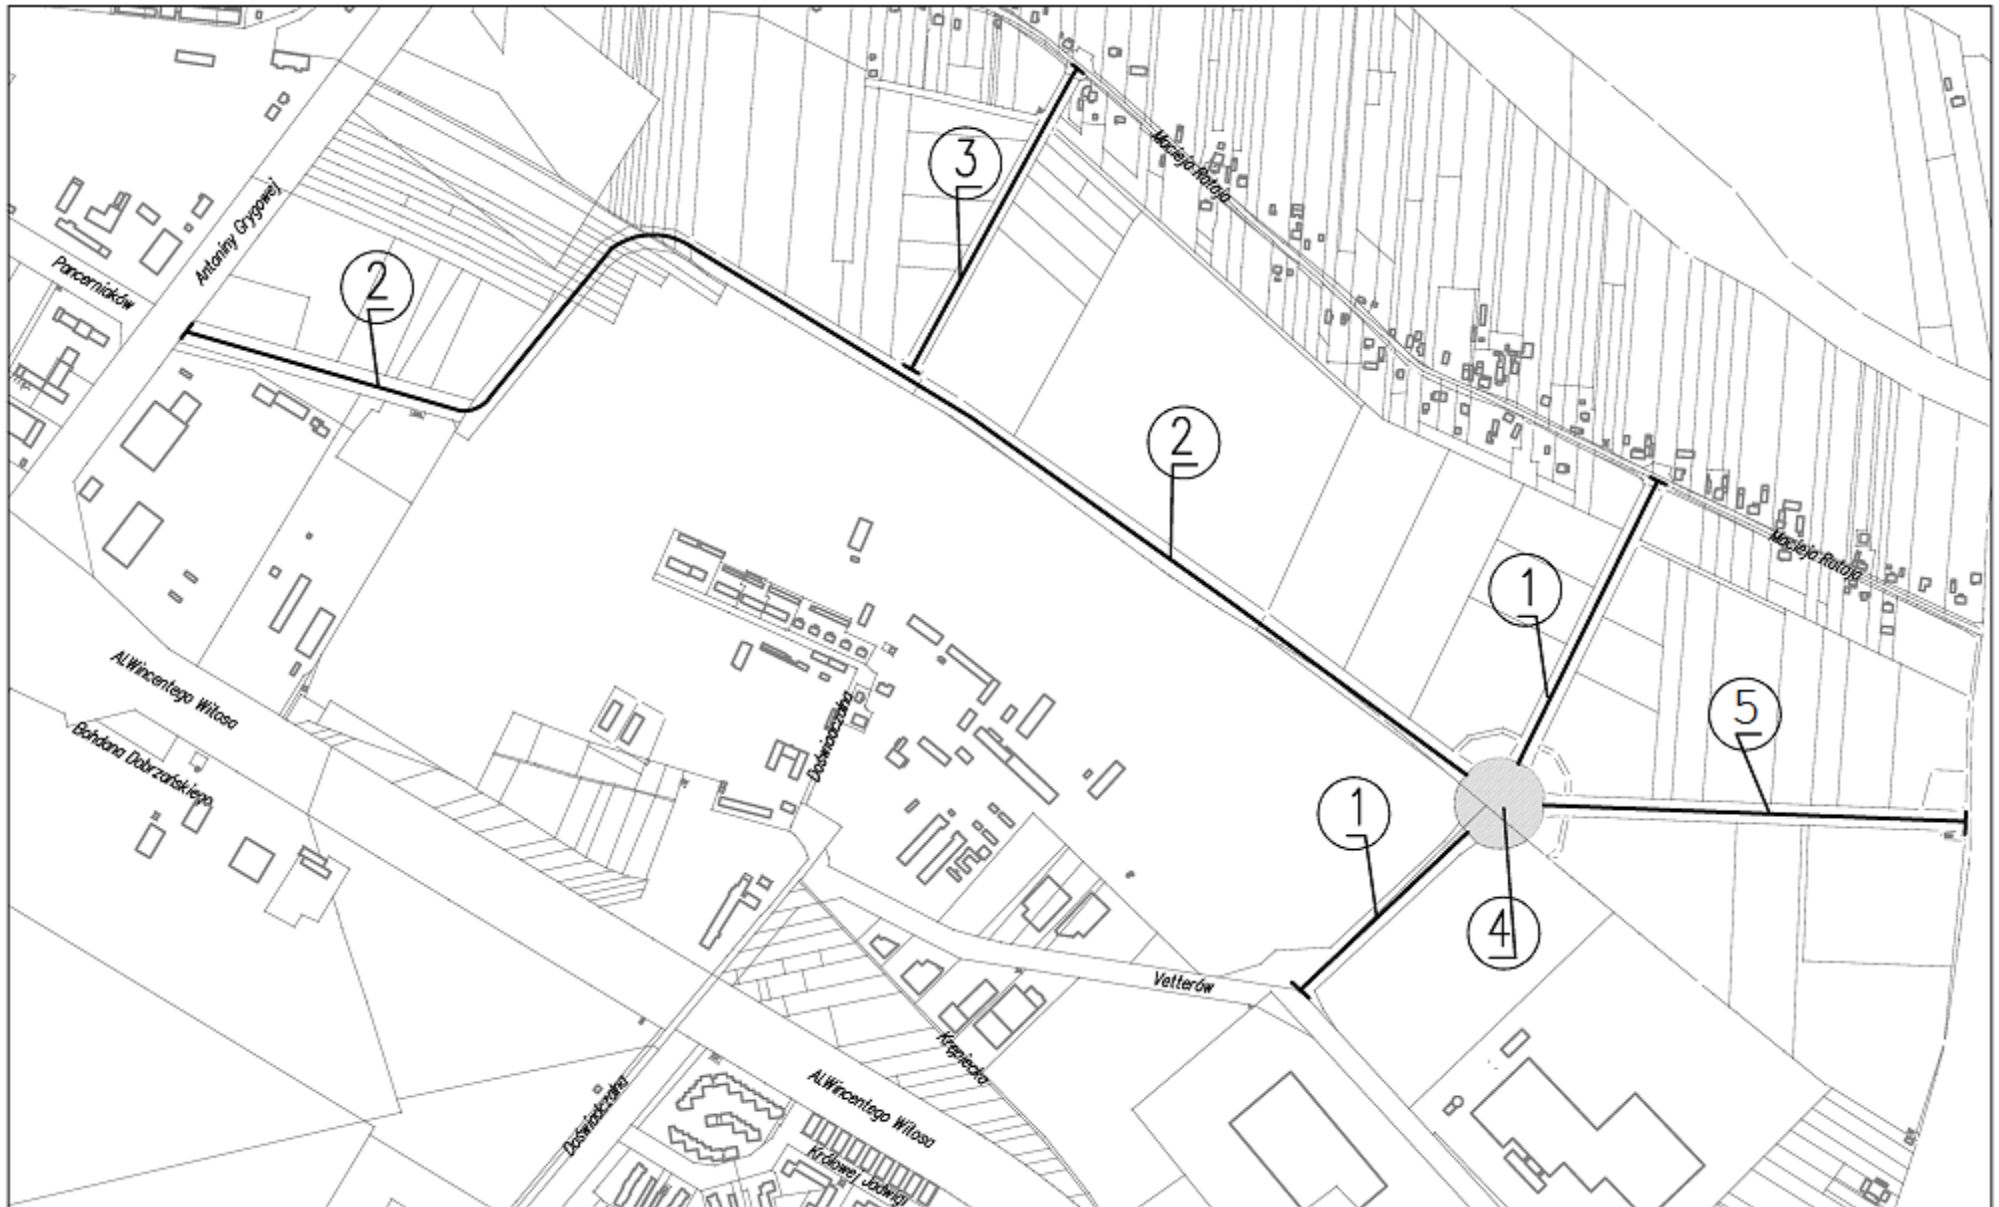 Macieja Rataja
3
Antoniny Grygowej
Pancerniaków
2
2
Macieja Rataja
1
Al.Wincentego Witosa
Bohdana Dobrzańskiego
Doświadczalna
5
1
4
Vetterów
Krępiecka
Doświadczalna
Al.Wincentego Witosa
Królowej Jadwigi